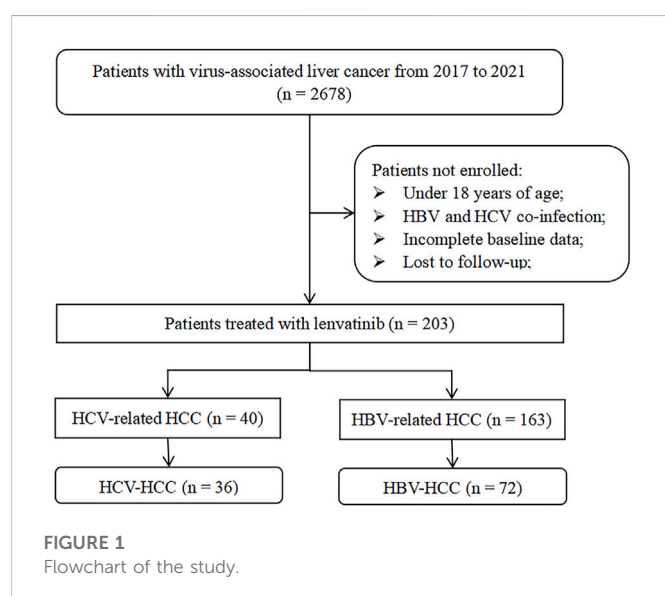 Patients with virus-associated liver cancer from 2017 to 2021
(n = 2678)
Patients not enrolled:
➢ Under 18 years of age;
➢ HBV and HCV co-infection;
➢ Incomplete baseline data;
➢ Lost to follow-up;
Patients treated with lenvatinib (n = 203)
HCV-related HCC (n = 40)
HBV-related HCC (n = 163)
HCV-HCC (n = 36)
HBV-HCC (n = 72)
FIGURE 1
Flowchart of the study.